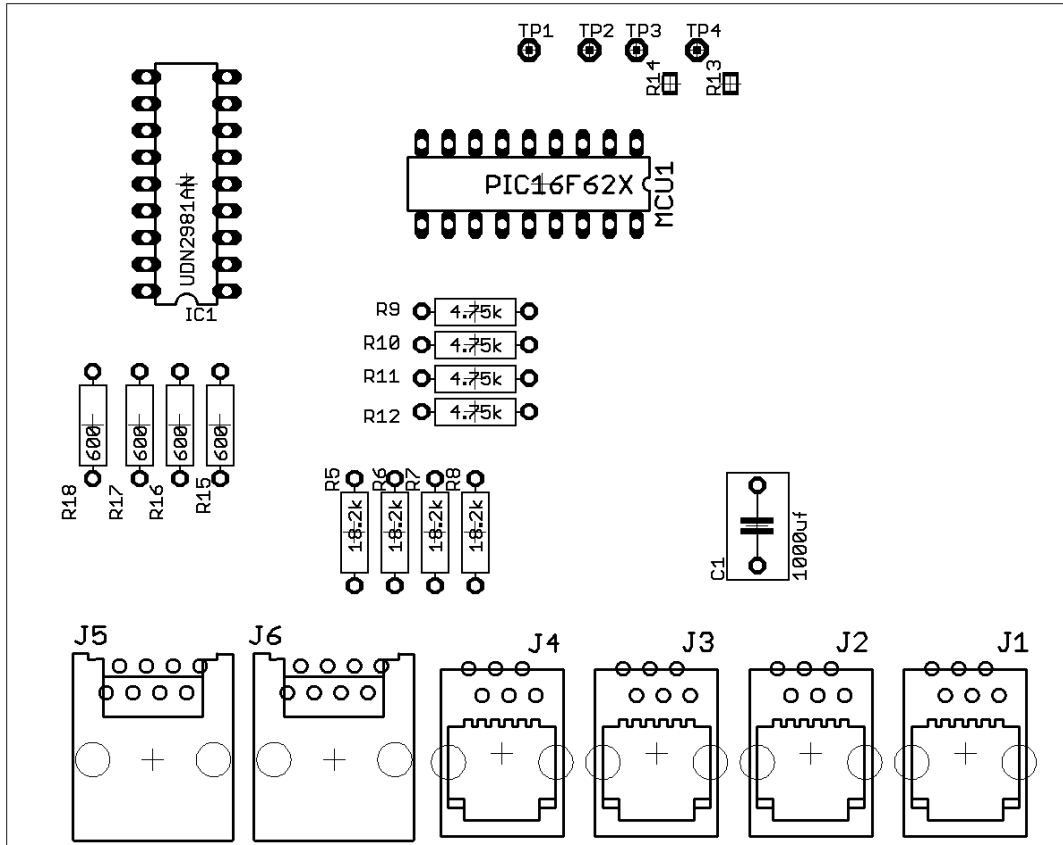 TP1 TP2 TP3 TP4
R14 R13
UDN2981AN
IC1
PIC16F62X
MCU1
R9 4.75k
R10 4.75k
R11 4.75k
R12 4.75k
600 600 600 600
R18 R17 R16 R15
R5 R6 R7 R8
18.2k 18.2k 18.2k 18.2k
C1 1000uf
J5 J6 J4 J3 J2 J1